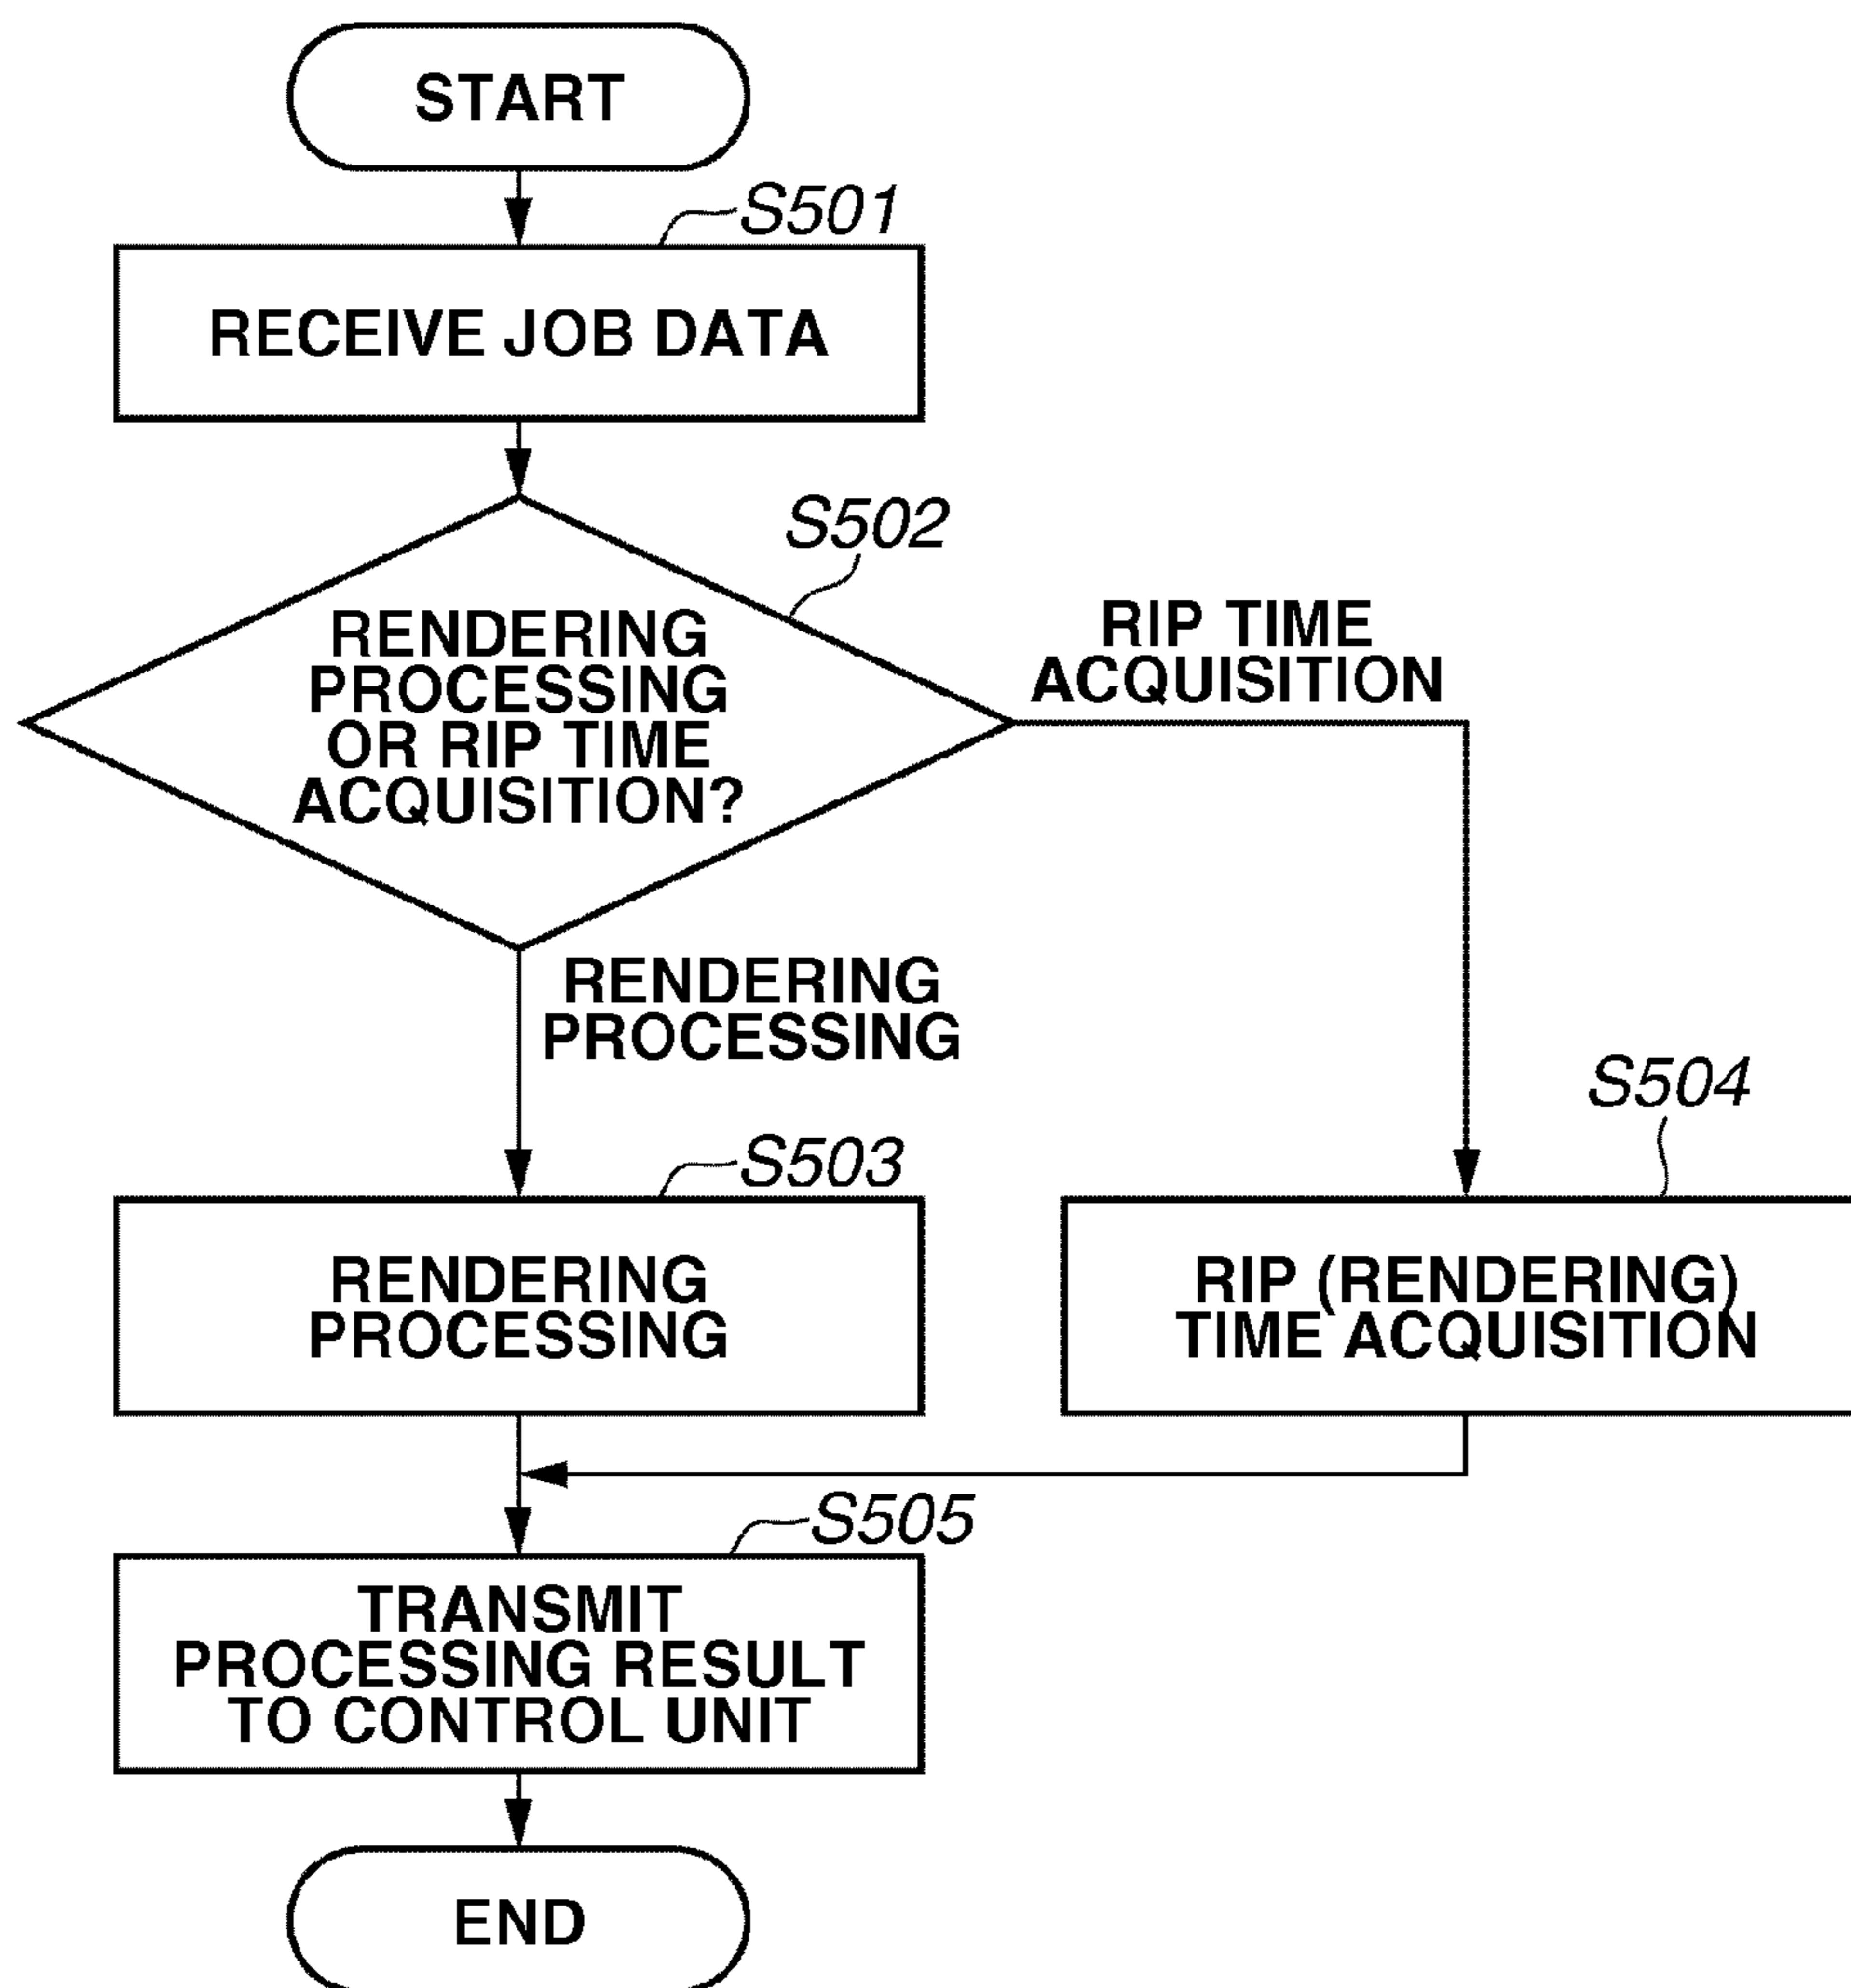 START
S501
RECEIVE JOB DATA
S502
RENDERING
PROCESSING
OR RIP TIME
ACQUISITION?
RIP TIME
ACQUISITION
RENDERING
PROCESSING
S503
RENDERING
PROCESSING
S504
RIP (RENDERING)
TIME ACQUISITION
S505
TRANSMIT
PROCESSING RESULT
TO CONTROL UNIT
END